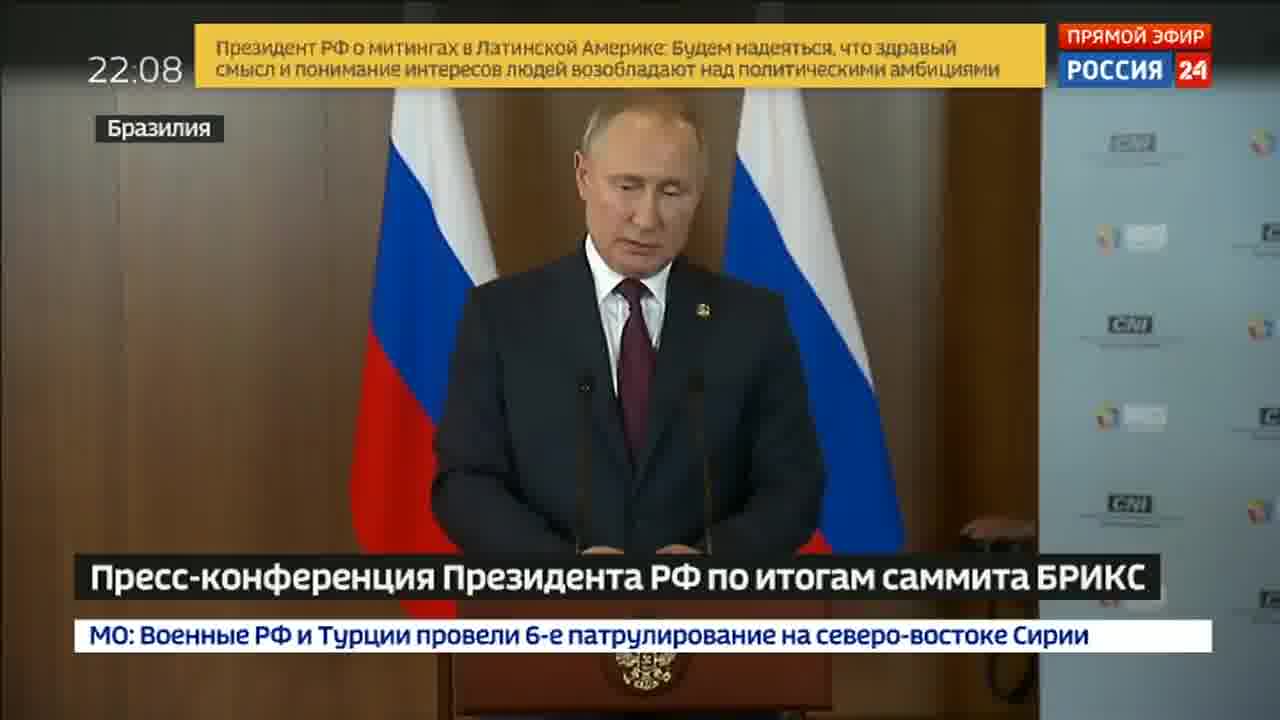 22:08
Президент РФ о митингах в Латинской Америке: Будем надеяться, что здравый
смысл и понимание интересов людей возобладают над политическими амбициями
ПРЯМОЙ ЭФИР
РОССИЯ 24
Бразилия
CNI
CNI
CNI
Пресс-конференция Президента РФ по итогам саммита БРИКС
МО: Военные РФ и Турции провели 6-е патрулирование на северо-востоке Сирии